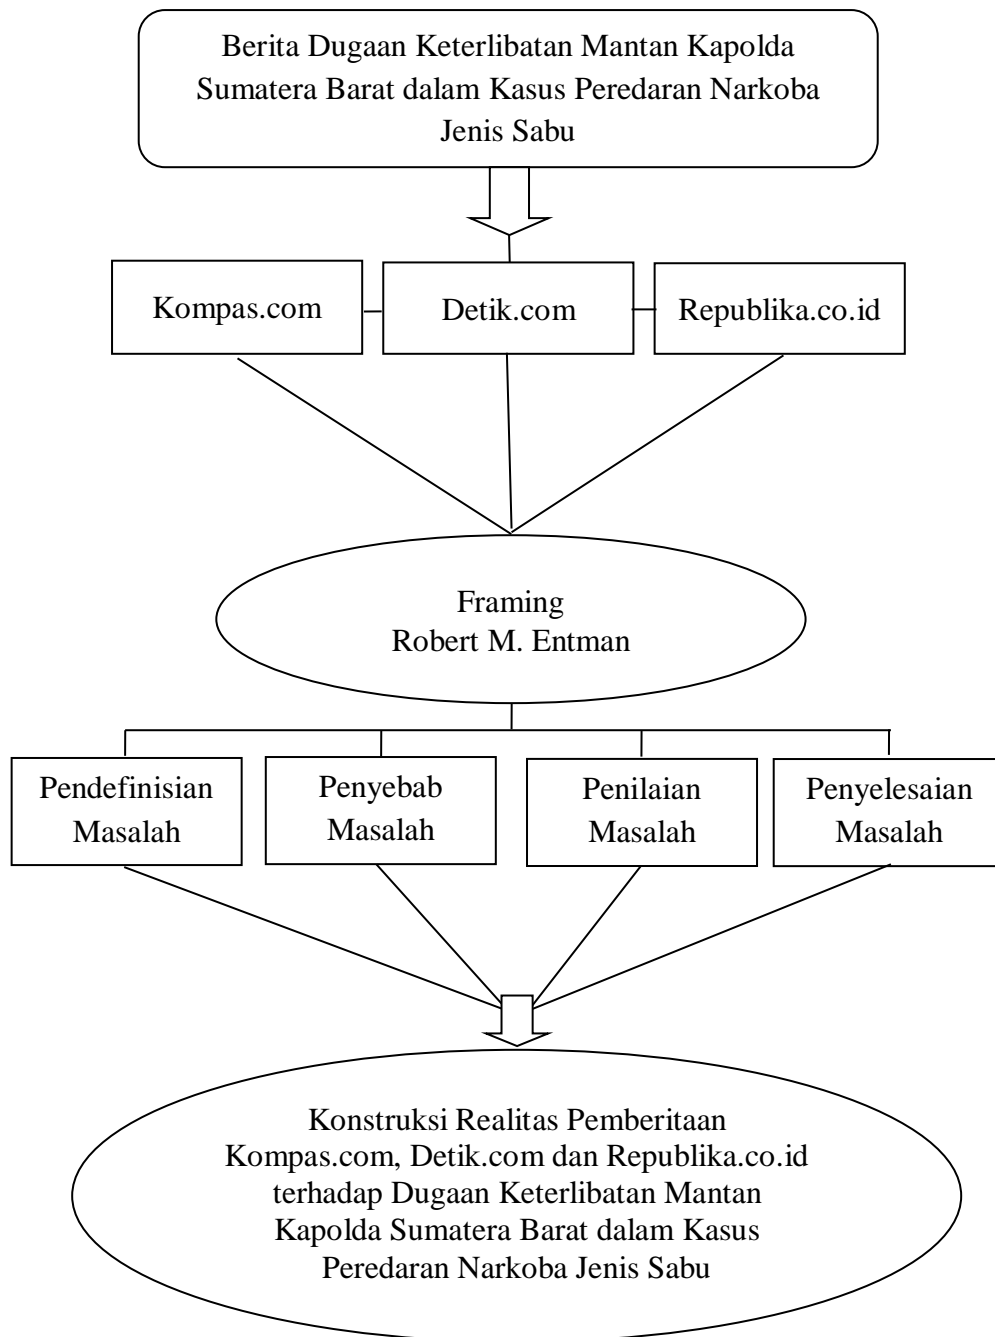 Berita Dugaan Keterlibatan Mantan Kapolda
Sumatera Barat dalam Kasus Peredaran Narkoba
Jenis Sabu
Kompas.com
Detik.com
Republika.co.id
Framing
Robert M. Entman
Pendefinisian
Masalah
Penyebab
Masalah
Penilaian
Masalah
Penyelesaian
Masalah
Konstruksi Realitas Pemberitaan
Kompas.com, Detik.com dan Republika.co.id
terhadap Dugaan Keterlibatan Mantan
Kapolda Sumatera Barat dalam Kasus
Peredaran Narkoba Jenis Sabu